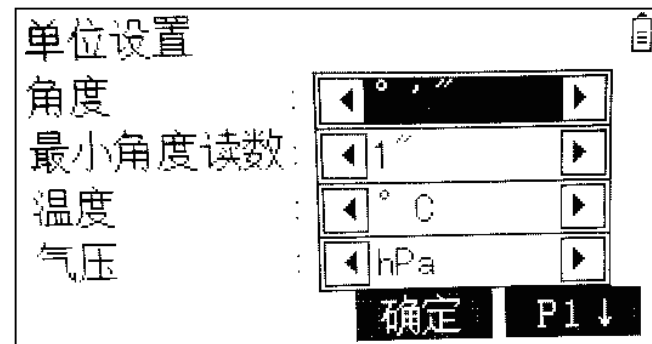 单位设置
角度 : ° ′ ″
最小角度读数: 1″
温度 : °C
气压 : hPa
确定 P1↓